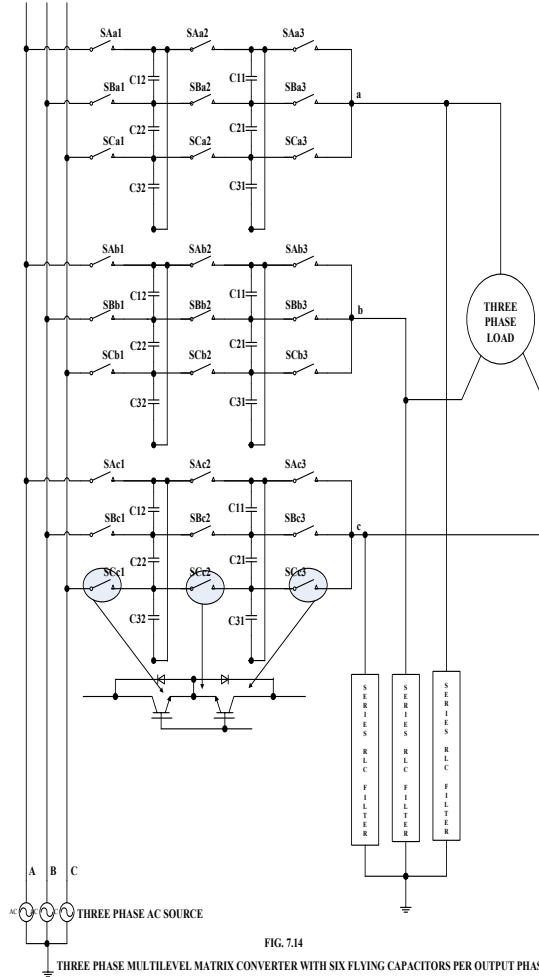 SAa1 SAa2 SAa3
C12 C11
SBa1 SBa2 SBa3 a
C22 C21
SCa1 SCa2 SCa3
C32 C31
SAb1 SAb2 SAb3
C12 C11
SBb1 SBb2 SBb3 b
C22 C21
SCb1 SCb2 SCb3
C32 C31
THREE
PHASE
LOAD
SAc1 SAc2 SAc3
C12 C11
SBc1 SBc2 SBc3 c
C22 C21
SCc1 SCc2 SCc3
C32 C31
SERIES RLC FILTER
SERIES RLC FILTER
SERIES RLC FILTER
A B C
AC THREE PHASE AC SOURCE
FIG. 7.14
THREE PHASE MULTILEVEL MATRIX CONVERTER WITH SIX FLYING CAPACITORS PER OUTPUT PHAS